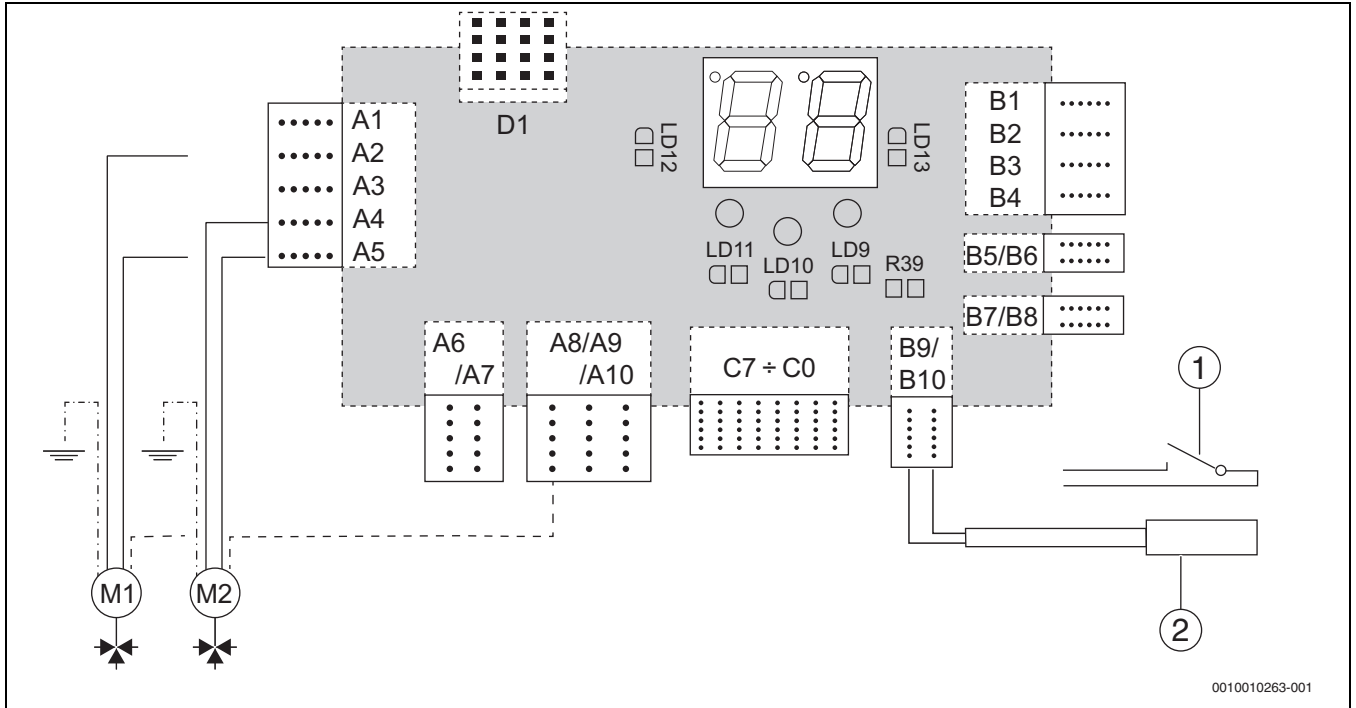 D1
A1
A2
A3
A4
A5
LD12
LD13
B1
B2
B3
B4
B5/B6
B7/B8
LD11
LD10
LD9
R39
A6
/A7
A8/A9
/A10
C7 ÷ C0
B9/
B10
1
2
M1
M2
0010010263-001